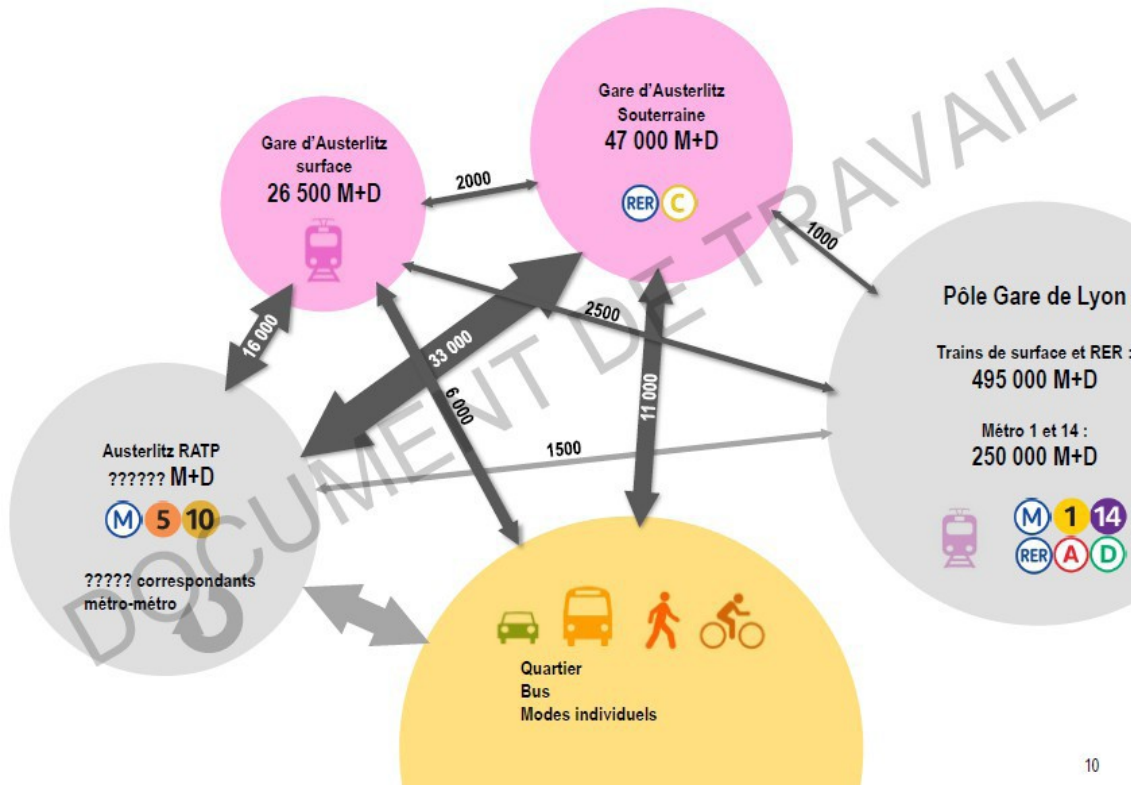 Gare d'Austerlitz
surface
26 500 M+D
Gare d'Austerlitz
Souterraine
47 000 M+D
RER C
2000
1000
2500
16 000
33 000
6 000
11 000
1500
Pôle Gare de Lyon
Trains de surface et RER :
495 000 M+D
Métro 1 et 14 :
250 000 M+D
M 1 14
RER A D
Austerlitz RATP
?????? M+D
M 5 10
????? correspondants
métro-métro
Quartier
Bus
Modes individuels
DOCUMENT DE TRAVAIL
10